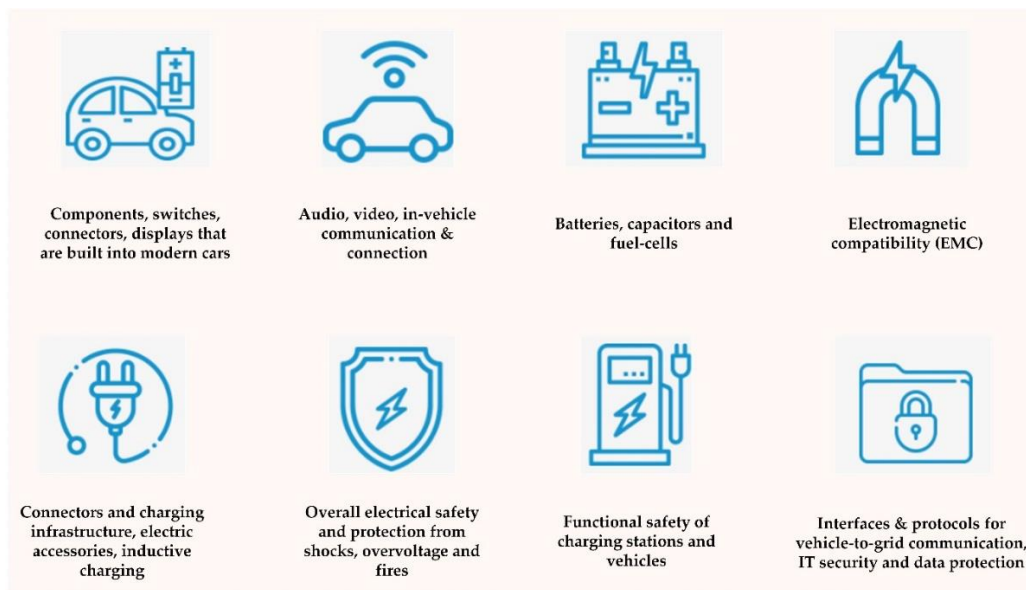 Components, switches,
connectors, displays that
are built into modern cars
Audio, video, in-vehicle
communication &
connection
Batteries, capacitors and
fuel-cells
Electromagnetic
compatibility (EMC)
Connectors and charging
infrastructure, electric
accessories, inductive
charging
Overall electrical safety
and protection from
shocks, overvoltage and
fires
Functional safety of
charging stations and
vehicles
Interfaces & protocols for
vehicle-to-grid communication,
IT security and data protection